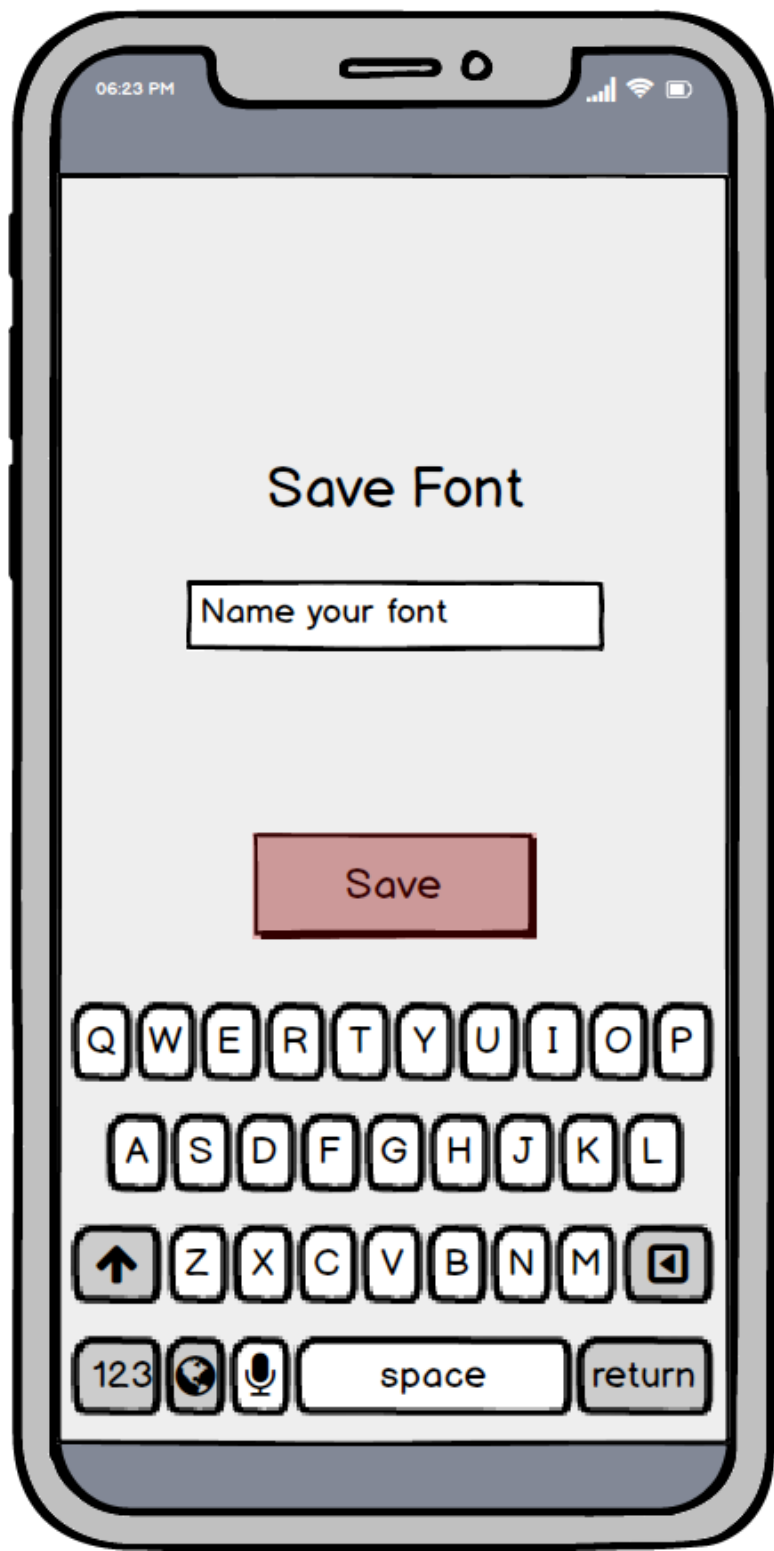 06:23 PM
Save Font
Name your font
Save
Q W E R T Y U I O P
A S D F G H J K L
Z X C V B N M
123 space return